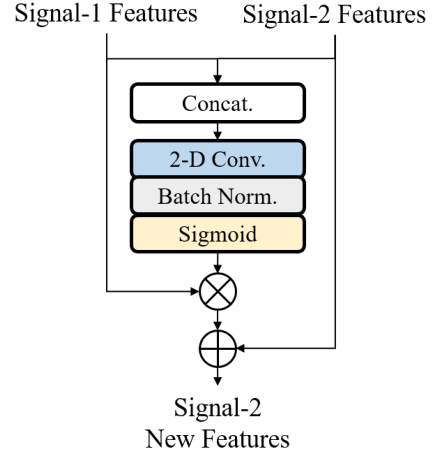 Signal-1 Features
Signal-2 Features
Concat.
2-D Conv.
Batch Norm.
Sigmoid
Signal-2
New Features